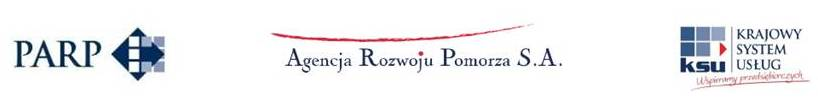 PARP
Agencja Rozwoju Pomorza S.A.
KRAJOWY
SYSTEM
ksu USŁUG
Wspieramy przedsiębiorczych